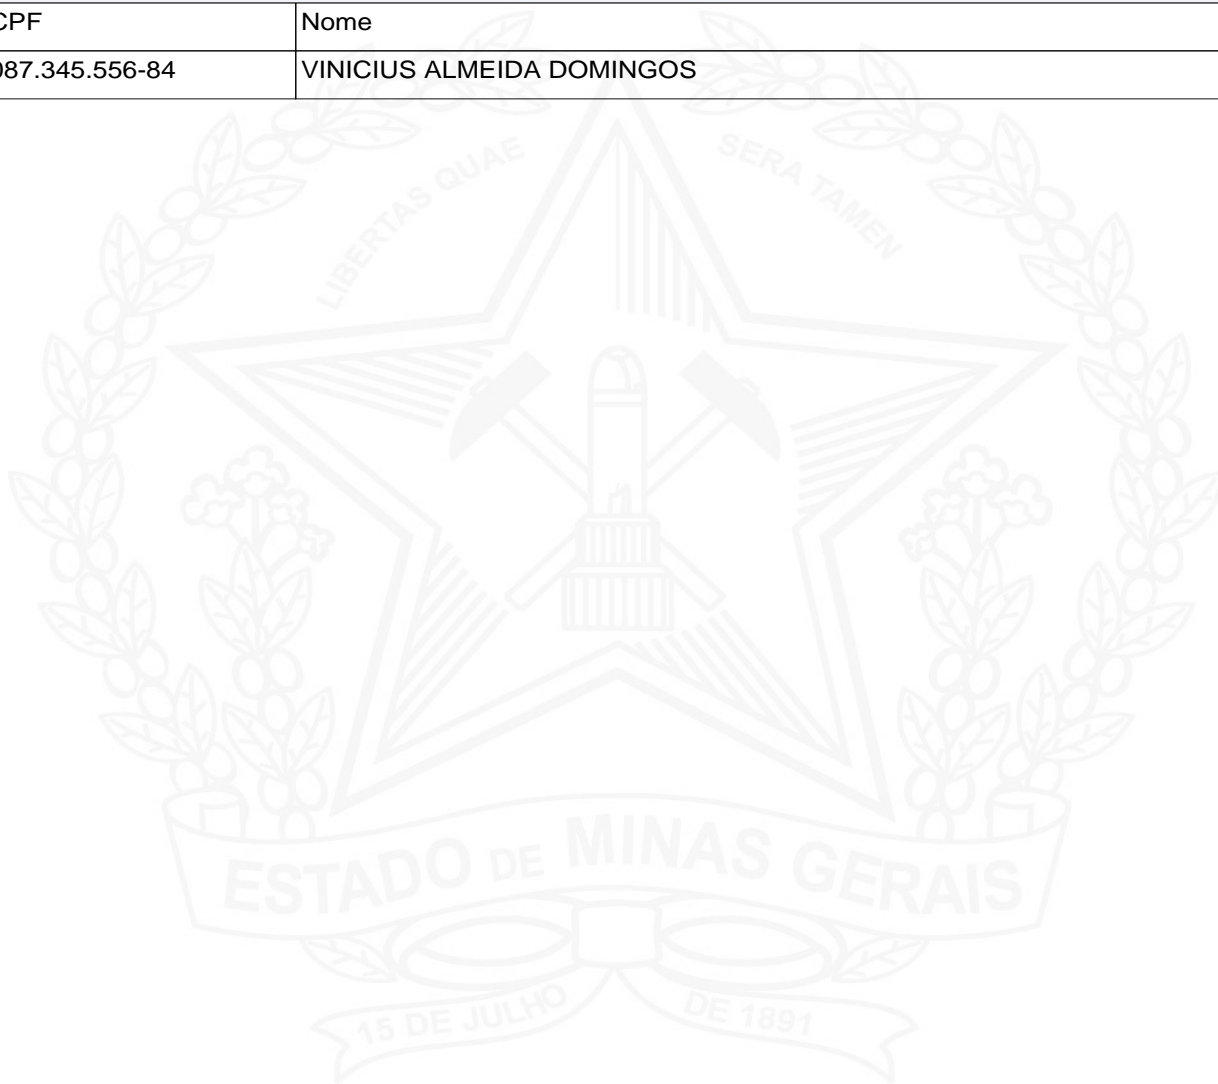 CPF Nome
087.345.556-84 VINICIUS ALMEIDA DOMINGOS
LIBERTAS QUAE SERA TAMEN
ESTADO DE MINAS GERAIS
15 DE JULHO DE 1891